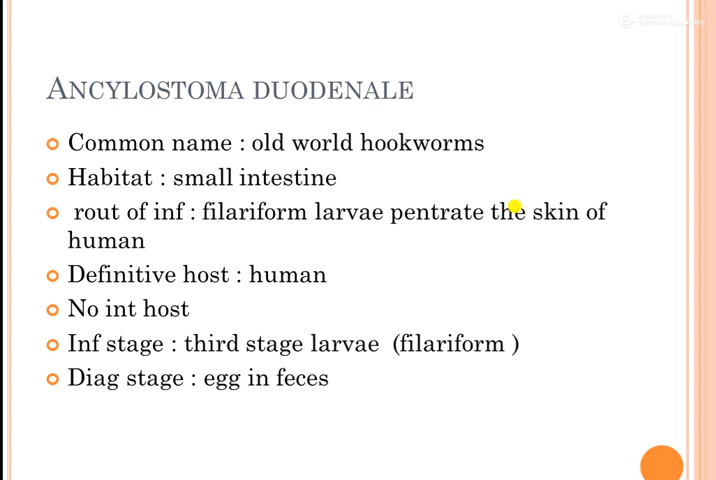 ANCYLOSTOMA DUODENALE
Common name : old world hookworms
Habitat : small intestine
rout of inf : filariform larvae pentrate the skin of
human
Definitive host : human
No int host
Inf stage : third stage larvae (filariform )
Diag stage : egg in feces